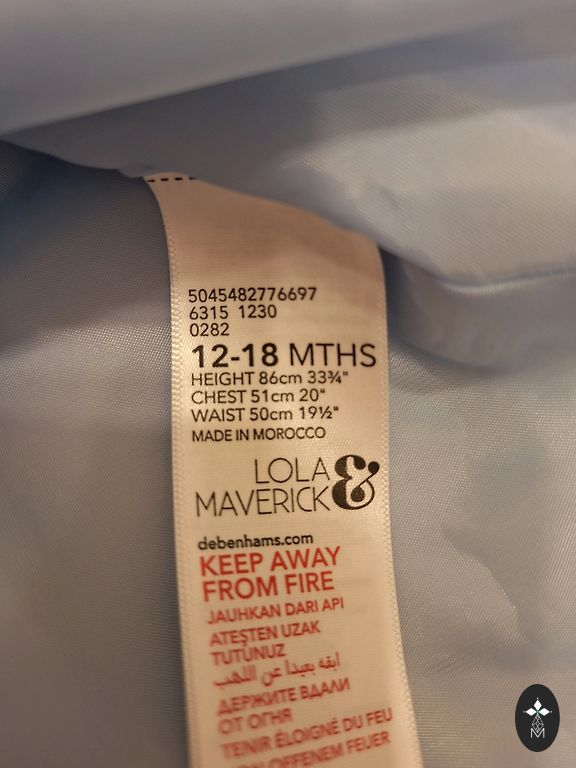 5045482776697
6315 1230
0282
12-18 MTHS
HEIGHT 86cm 33¾"
CHEST 51cm 20"
WAIST 50cm 19½"
MADE IN MOROCCO
LOLA &
MAVERICK
debenhams.com
KEEP AWAY
FROM FIRE
JAUHKAN DARI API
ATEŞTEN UZAK
TUTUNUZ
ابقه بعيدا عن اللهب
ДЕРЖИТЕ ВДАЛИ
ОТ ОГНЯ
TENIR ÉLOIGNÉ DU FEU
VON OFFENEM FEUER
M